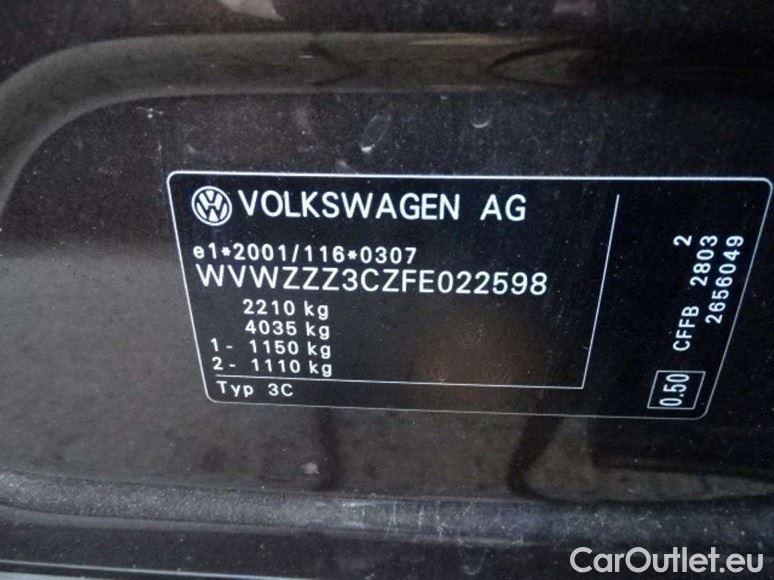 VOLKSWAGEN AG
e1*2001/116*0307
WVWZZZ3CZFE022598
2210 kg
4035 kg
1- 1150 kg
2- 1110 kg
Typ 3C
2
CFFB 2803
2656049
0.50
CarOutlet.eu